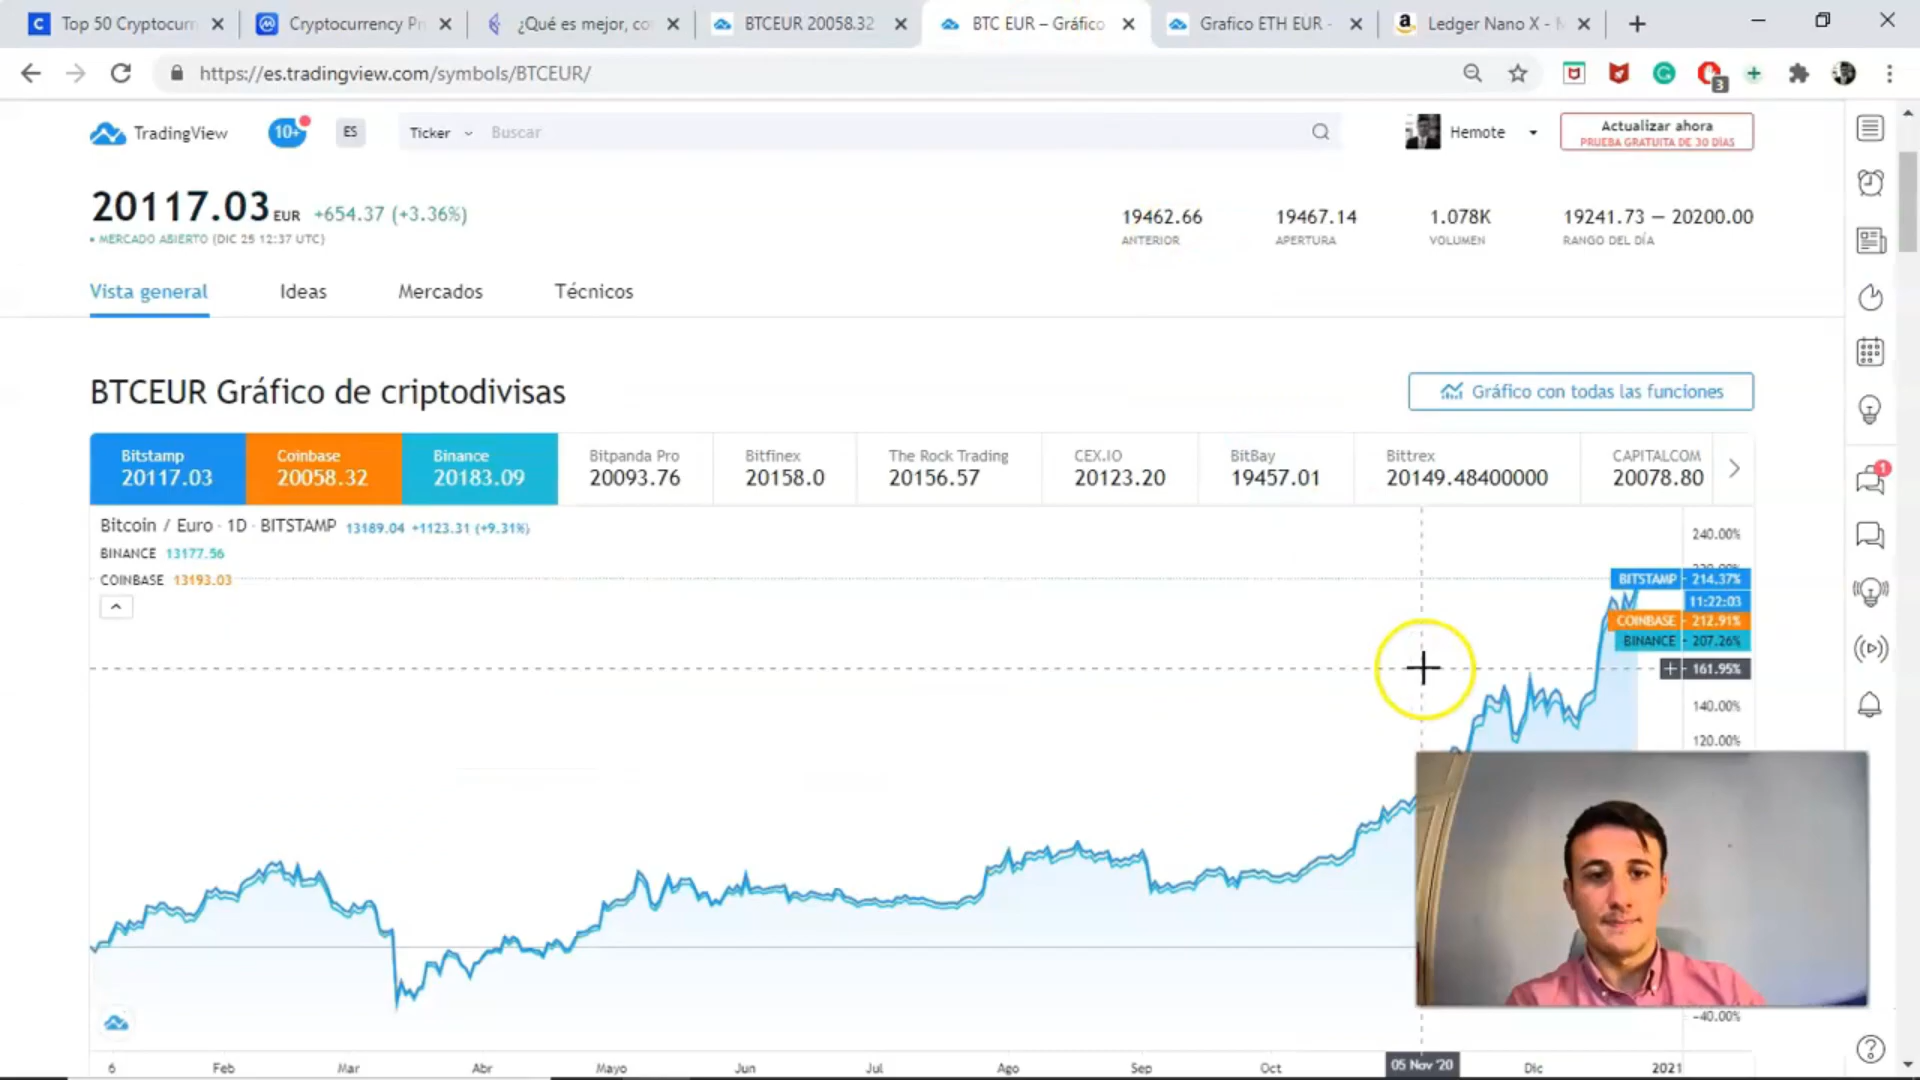 Top 50 Cryptocurr
Cryptocurrency Pr
¿Qué es mejor, co
BTCEUR 20058.32
BTC EUR – Gráfico
Grafico ETH EUR -
Ledger Nano X -
https://es.tradingview.com/symbols/BTCEUR/
3
TradingView
10+
ES
Ticker
Buscar
Hemote
Actualizar ahora
PRUEBA GRATUITA DE 30 DÍAS
20117.03 EUR +654.37 (+3.36%)
MERCADO ABIERTO (DIC 25 12:37 UTC)
19462.66
ANTERIOR
19467.14
APERTURA
1.078K
VOLUMEN
19241.73 — 20200.00
RANGO DEL DÍA
Vista general
Ideas
Mercados
Técnicos
BTCEUR Gráfico de criptodivisas
Gráfico con todas las funciones
Bitstamp
20117.03
Coinbase
20058.32
Binance
20183.09
Bitpanda Pro
20093.76
Bitfinex
20158.0
The Rock Trading
20156.57
CEX.IO
20123.20
BitBay
19457.01
Bittrex
20149.48400000
CAPITALCOM
20078.80
1
Bitcoin / Euro · 1D · BITSTAMP 13189.04 +1123.31 (+9.31%)
BINANCE 13177.56
COINBASE 13193.03
240.00%
BITSTAMP 214.37%
11:22:03
COINBASE 212.91%
BINANCE 207.26%
161.95%
140.00%
120.00%
-40.00%
6 Feb Mar Abr Mayo Jun Jul Ago Sep Oct 05 Nov '20 Dic 2021